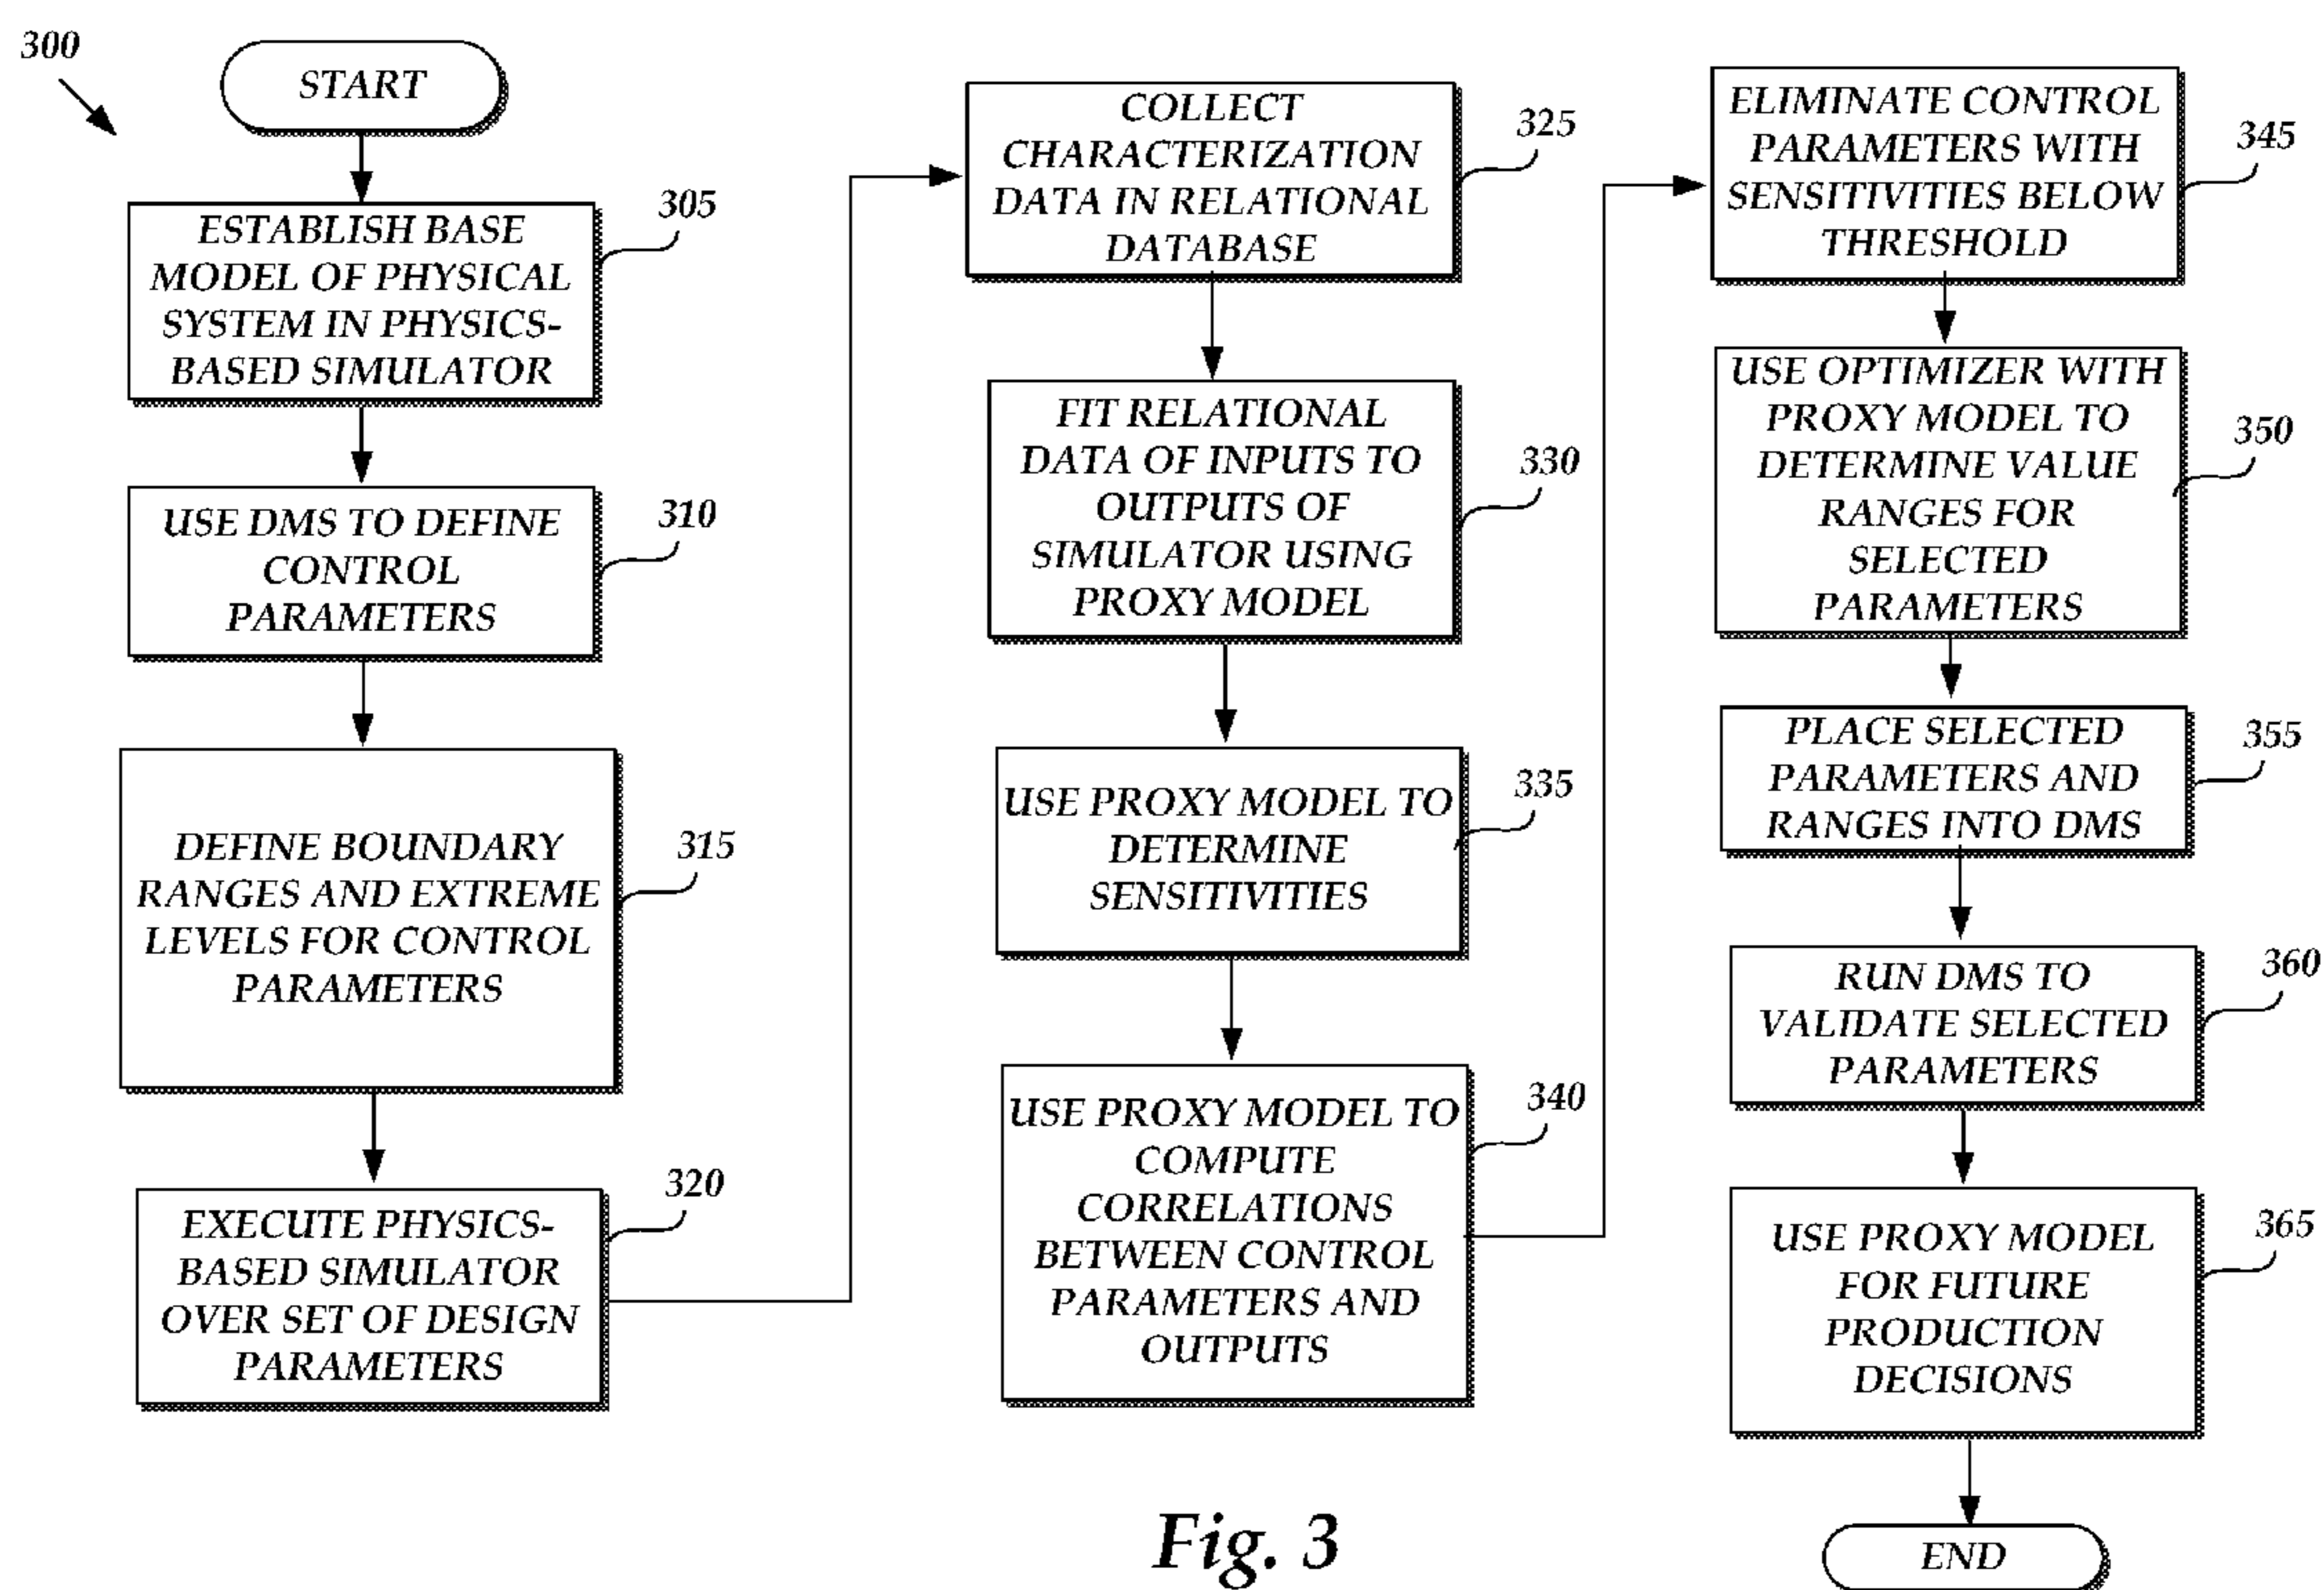 300
START
ESTABLISH BASE
MODEL OF PHYSICAL
SYSTEM IN PHYSICS-
BASED SIMULATOR
305
USE DMS TO DEFINE
CONTROL
PARAMETERS
310
DEFINE BOUNDARY
RANGES AND EXTREME
LEVELS FOR CONTROL
PARAMETERS
315
EXECUTE PHYSICS-
BASED SIMULATOR
OVER SET OF DESIGN
PARAMETERS
320
COLLECT
CHARACTERIZATION
DATA IN RELATIONAL
DATABASE
325
FIT RELATIONAL
DATA OF INPUTS TO
OUTPUTS OF
SIMULATOR USING
PROXY MODEL
330
USE PROXY MODEL TO
DETERMINE
SENSITIVITIES
335
USE PROXY MODEL TO
COMPUTE
CORRELATIONS
BETWEEN CONTROL
PARAMETERS AND
OUTPUTS
340
ELIMINATE CONTROL
PARAMETERS WITH
SENSITIVITIES BELOW
THRESHOLD
345
USE OPTIMIZER WITH
PROXY MODEL TO
DETERMINE VALUE
RANGES FOR
SELECTED
PARAMETERS
350
PLACE SELECTED
PARAMETERS AND
RANGES INTO DMS
355
RUN DMS TO
VALIDATE SELECTED
PARAMETERS
360
USE PROXY MODEL
FOR FUTURE
PRODUCTION
DECISIONS
365
END
Fig. 3